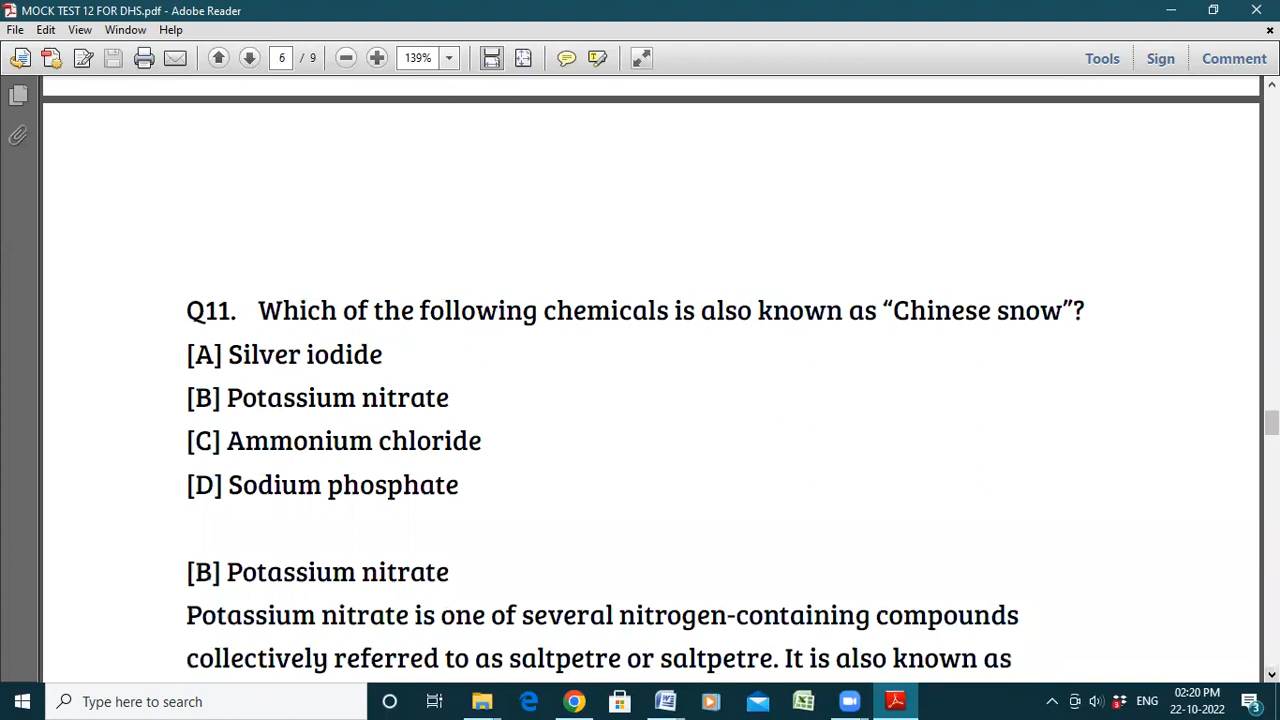 MOCK TEST 12 FOR DHS.pdf - Adobe Reader
File Edit View Window Help
6 / 9 139% Tools Sign Comment
Q11. Which of the following chemicals is also known as “Chinese snow”?
[A] Silver iodide
[B] Potassium nitrate
[C] Ammonium chloride
[D] Sodium phosphate
[B] Potassium nitrate
Potassium nitrate is one of several nitrogen-containing compounds
collectively referred to as saltpetre or saltpetre. It is also known as
Type here to search
ENG
02:20 PM
22-10-2022
3